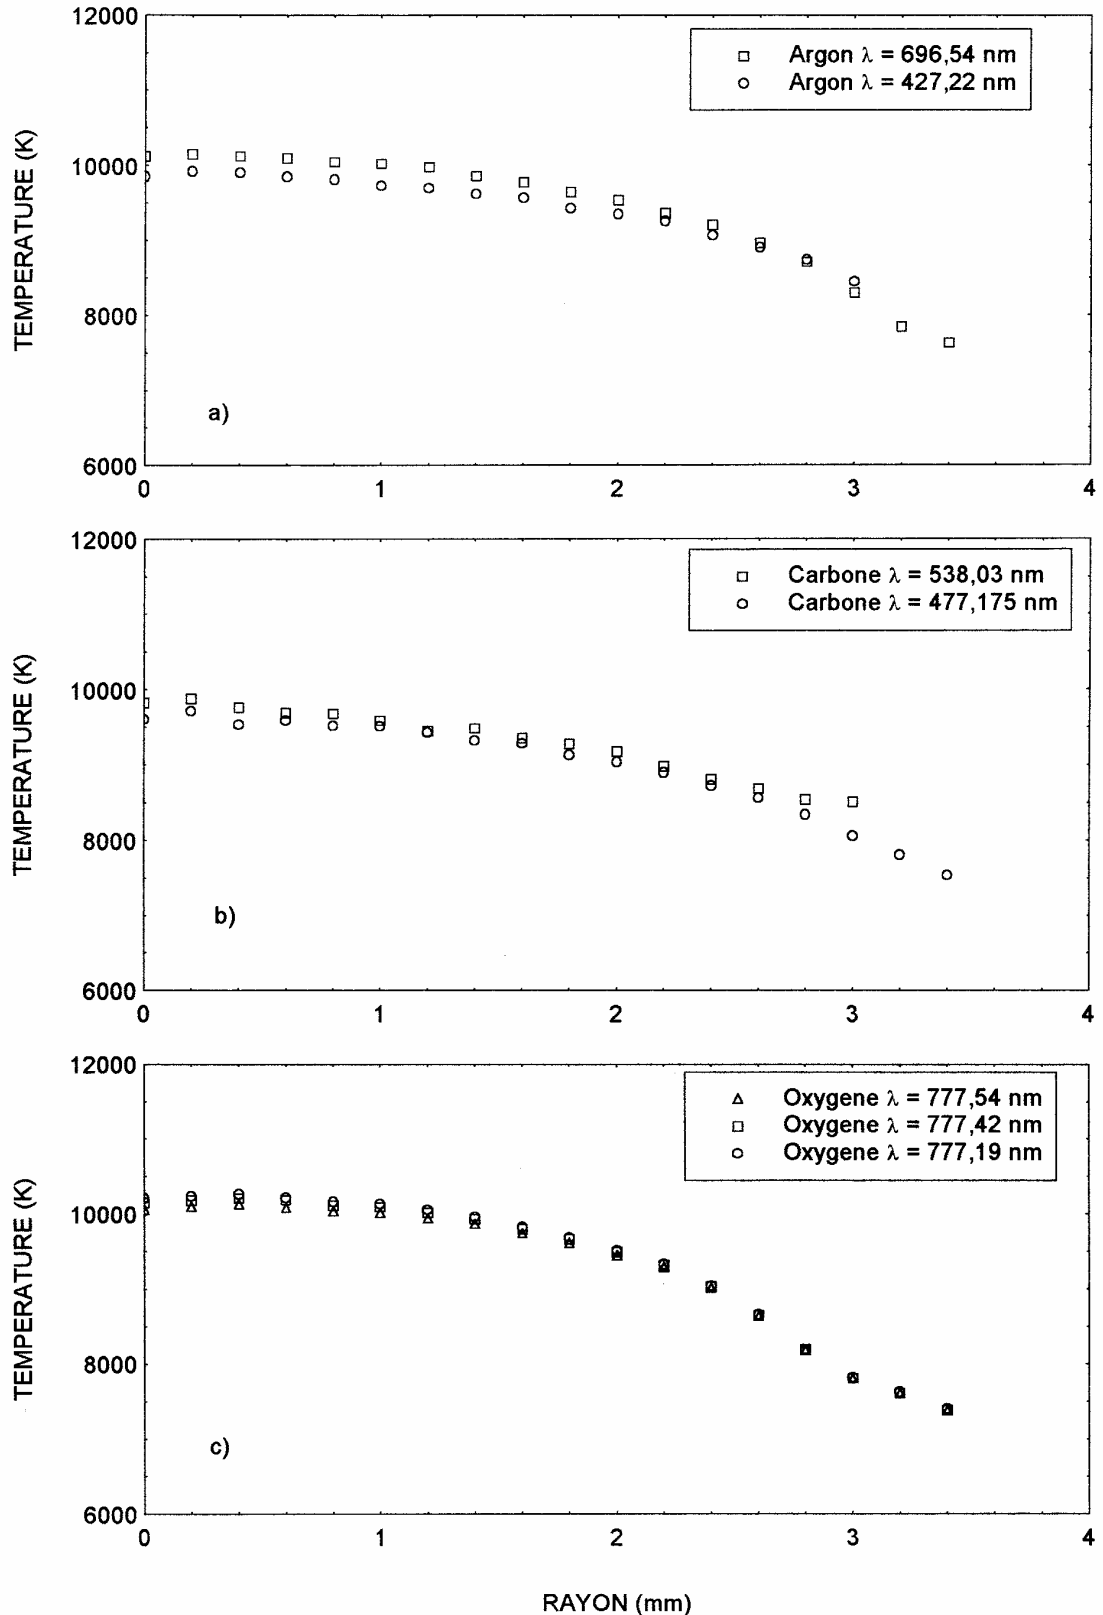 12000
10000
8000
6000
TEMPERATURE (K)
Argon λ = 696,54 nm
Argon λ = 427,22 nm
a)
0 1 2 3 4
12000
10000
8000
6000
TEMPERATURE (K)
Carbone λ = 538,03 nm
Carbone λ = 477,175 nm
b)
0 1 2 3 4
12000
10000
8000
6000
TEMPERATURE (K)
Oxygene λ = 777,54 nm
Oxygene λ = 777,42 nm
Oxygene λ = 777,19 nm
c)
0 1 2 3 4
RAYON (mm)